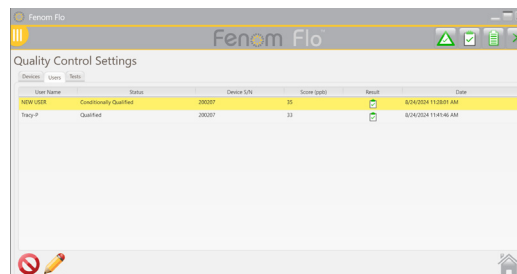 Fenom Flo
Fenom Flo
Quality Control Settings
Devices Users Tests
User Name Status Device S/N Score (ppb) Result Date
NEW USER Conditionally Qualified 200207 35 8/24/2024 11:28:01 AM
Tracy-P Qualified 200207 33 8/24/2024 11:41:46 AM